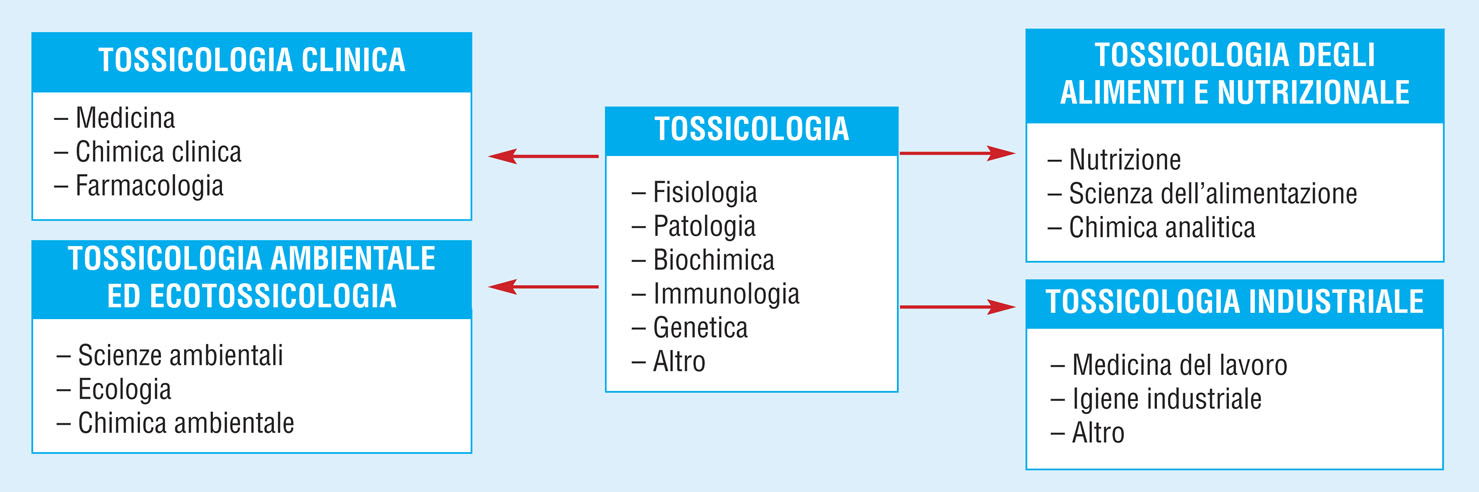 TOSSICOLOGIA CLINICA
– Medicina
– Chimica clinica
– Farmacologia
TOSSICOLOGIA AMBIENTALE
ED ECOTOSSICOLOGIA
– Scienze ambientali
– Ecologia
– Chimica ambientale
TOSSICOLOGIA
– Fisiologia
– Patologia
– Biochimica
– Immunologia
– Genetica
– Altro
TOSSICOLOGIA DEGLI
ALIMENTI E NUTRIZIONALE
– Nutrizione
– Scienza dell’alimentazione
– Chimica analitica
TOSSICOLOGIA INDUSTRIALE
– Medicina del lavoro
– Igiene industriale
– Altro